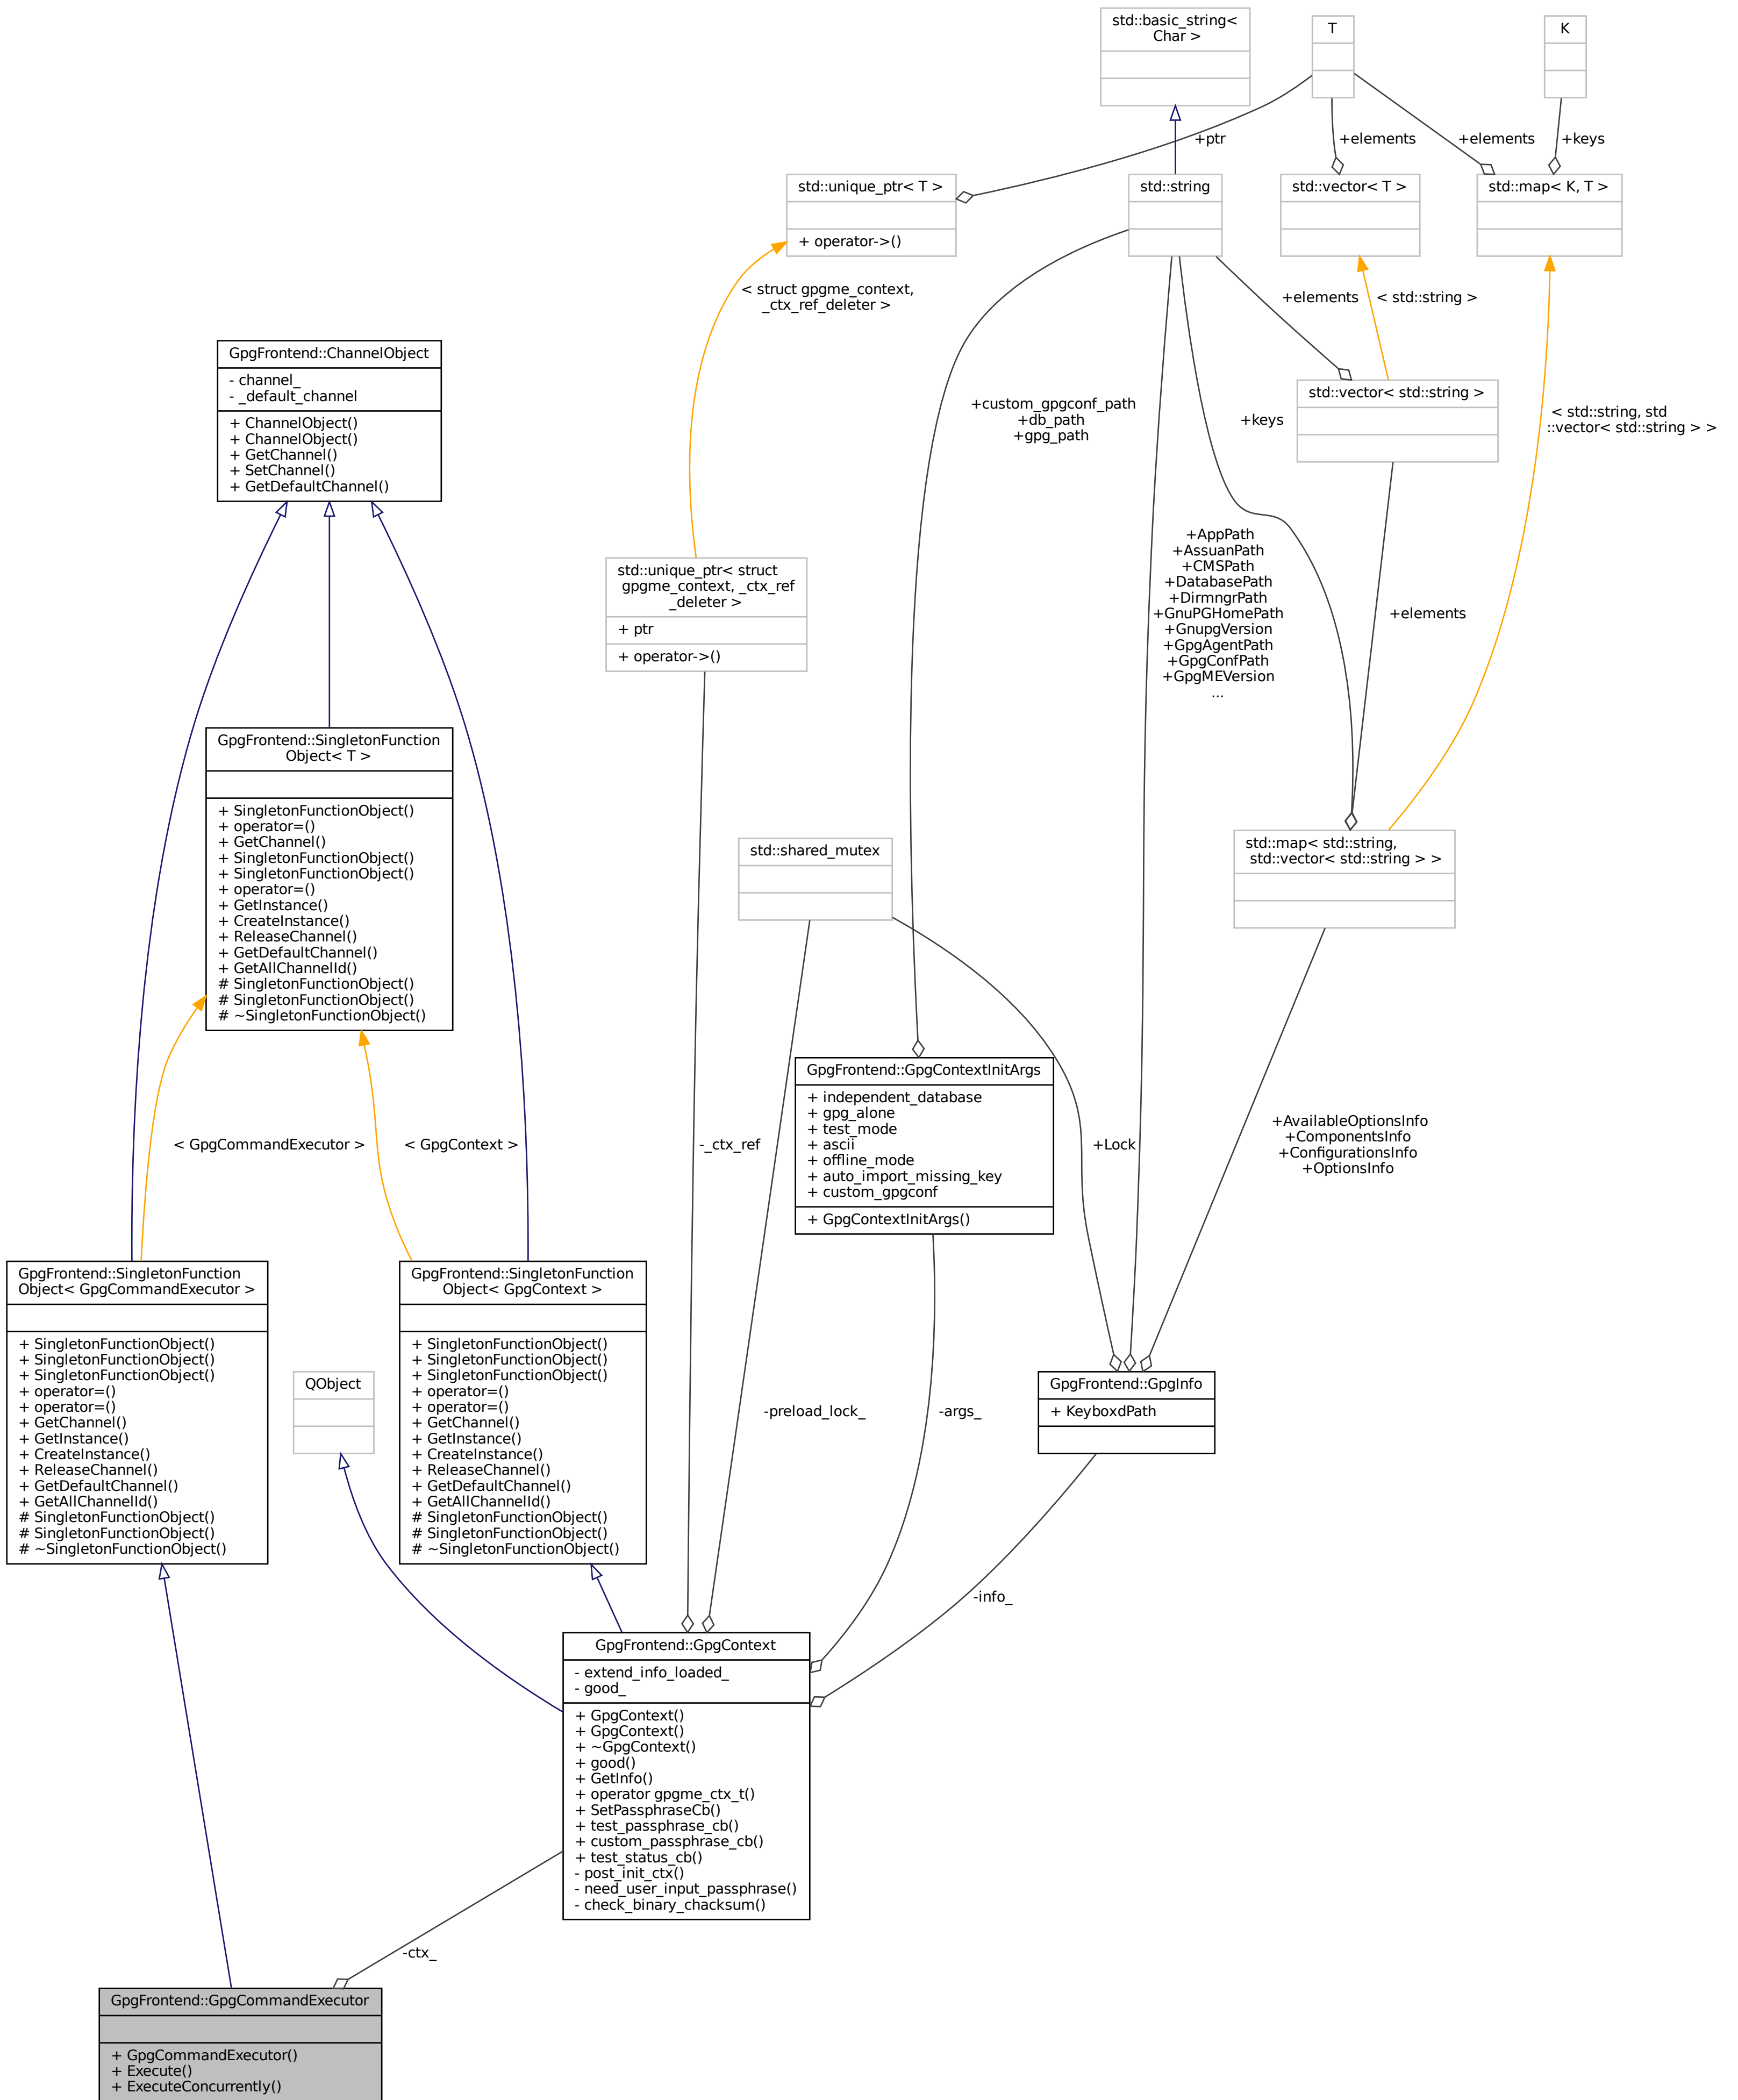 std::basic_string<
Char >
T
K
+ptr
+elements
+elements
+keys
std::unique_ptr< T >
+ operator->()
std::string
std::vector< T >
std::map< K, T >
< struct gpgme_context,
_ctx_ref_deleter >
+elements
< std::string >
GpgFrontend::ChannelObject
- channel_
- _default_channel
+ ChannelObject()
+ ChannelObject()
+ GetChannel()
+ SetChannel()
+ GetDefaultChannel()
+custom_gpgconf_path
+db_path
+gpg_path
+keys
std::vector< std::string >
< std::string, std
::vector< std::string > >
std::unique_ptr< struct
gpgme_context, _ctx_ref
_deleter >
+ ptr
+ operator->()
+AppPath
+AssuanPath
+CMSPath
+DatabasePath
+DirmngrPath
+GnuPGHomePath
+GnupgVersion
+GpgAgentPath
+GpgConfPath
+GpgMEVersion
...
+elements
GpgFrontend::SingletonFunction
Object< T >
+ SingletonFunctionObject()
+ operator=()
+ GetChannel()
+ SingletonFunctionObject()
+ SingletonFunctionObject()
+ operator=()
+ GetInstance()
+ CreateInstance()
+ ReleaseChannel()
+ GetDefaultChannel()
+ GetAllChannelId()
# SingletonFunctionObject()
# SingletonFunctionObject()
# ~SingletonFunctionObject()
std::shared_mutex
std::map< std::string,
std::vector< std::string > >
GpgFrontend::GpgContextInitArgs
+ independent_database
+ gpg_alone
+ test_mode
+ ascii
+ offline_mode
+ auto_import_missing_key
+ custom_gpgconf
+ GpgContextInitArgs()
< GpgCommandExecutor >
< GpgContext >
-_ctx_ref
+Lock
+AvailableOptionsInfo
+ComponentsInfo
+ConfigurationsInfo
+OptionsInfo
GpgFrontend::SingletonFunction
Object< GpgCommandExecutor >
+ SingletonFunctionObject()
+ SingletonFunctionObject()
+ SingletonFunctionObject()
+ operator=()
+ operator=()
+ GetChannel()
+ GetInstance()
+ CreateInstance()
+ ReleaseChannel()
+ GetDefaultChannel()
+ GetAllChannelId()
# SingletonFunctionObject()
# SingletonFunctionObject()
# ~SingletonFunctionObject()
QObject
GpgFrontend::SingletonFunction
Object< GpgContext >
+ SingletonFunctionObject()
+ SingletonFunctionObject()
+ SingletonFunctionObject()
+ operator=()
+ operator=()
+ GetChannel()
+ GetInstance()
+ CreateInstance()
+ ReleaseChannel()
+ GetDefaultChannel()
+ GetAllChannelId()
# SingletonFunctionObject()
# SingletonFunctionObject()
# ~SingletonFunctionObject()
-preload_lock_
-args_
GpgFrontend::GpgInfo
+ KeyboxdPath
-info_
GpgFrontend::GpgContext
- extend_info_loaded_
- good_
+ GpgContext()
+ GpgContext()
+ ~GpgContext()
+ good()
+ GetInfo()
+ operator gpgme_ctx_t()
+ SetPassphraseCb()
+ test_passphrase_cb()
+ custom_passphrase_cb()
+ test_status_cb()
- post_init_ctx()
- need_user_input_passphrase()
- check_binary_chacksum()
-ctx_
GpgFrontend::GpgCommandExecutor
+ GpgCommandExecutor()
+ Execute()
+ ExecuteConcurrently()